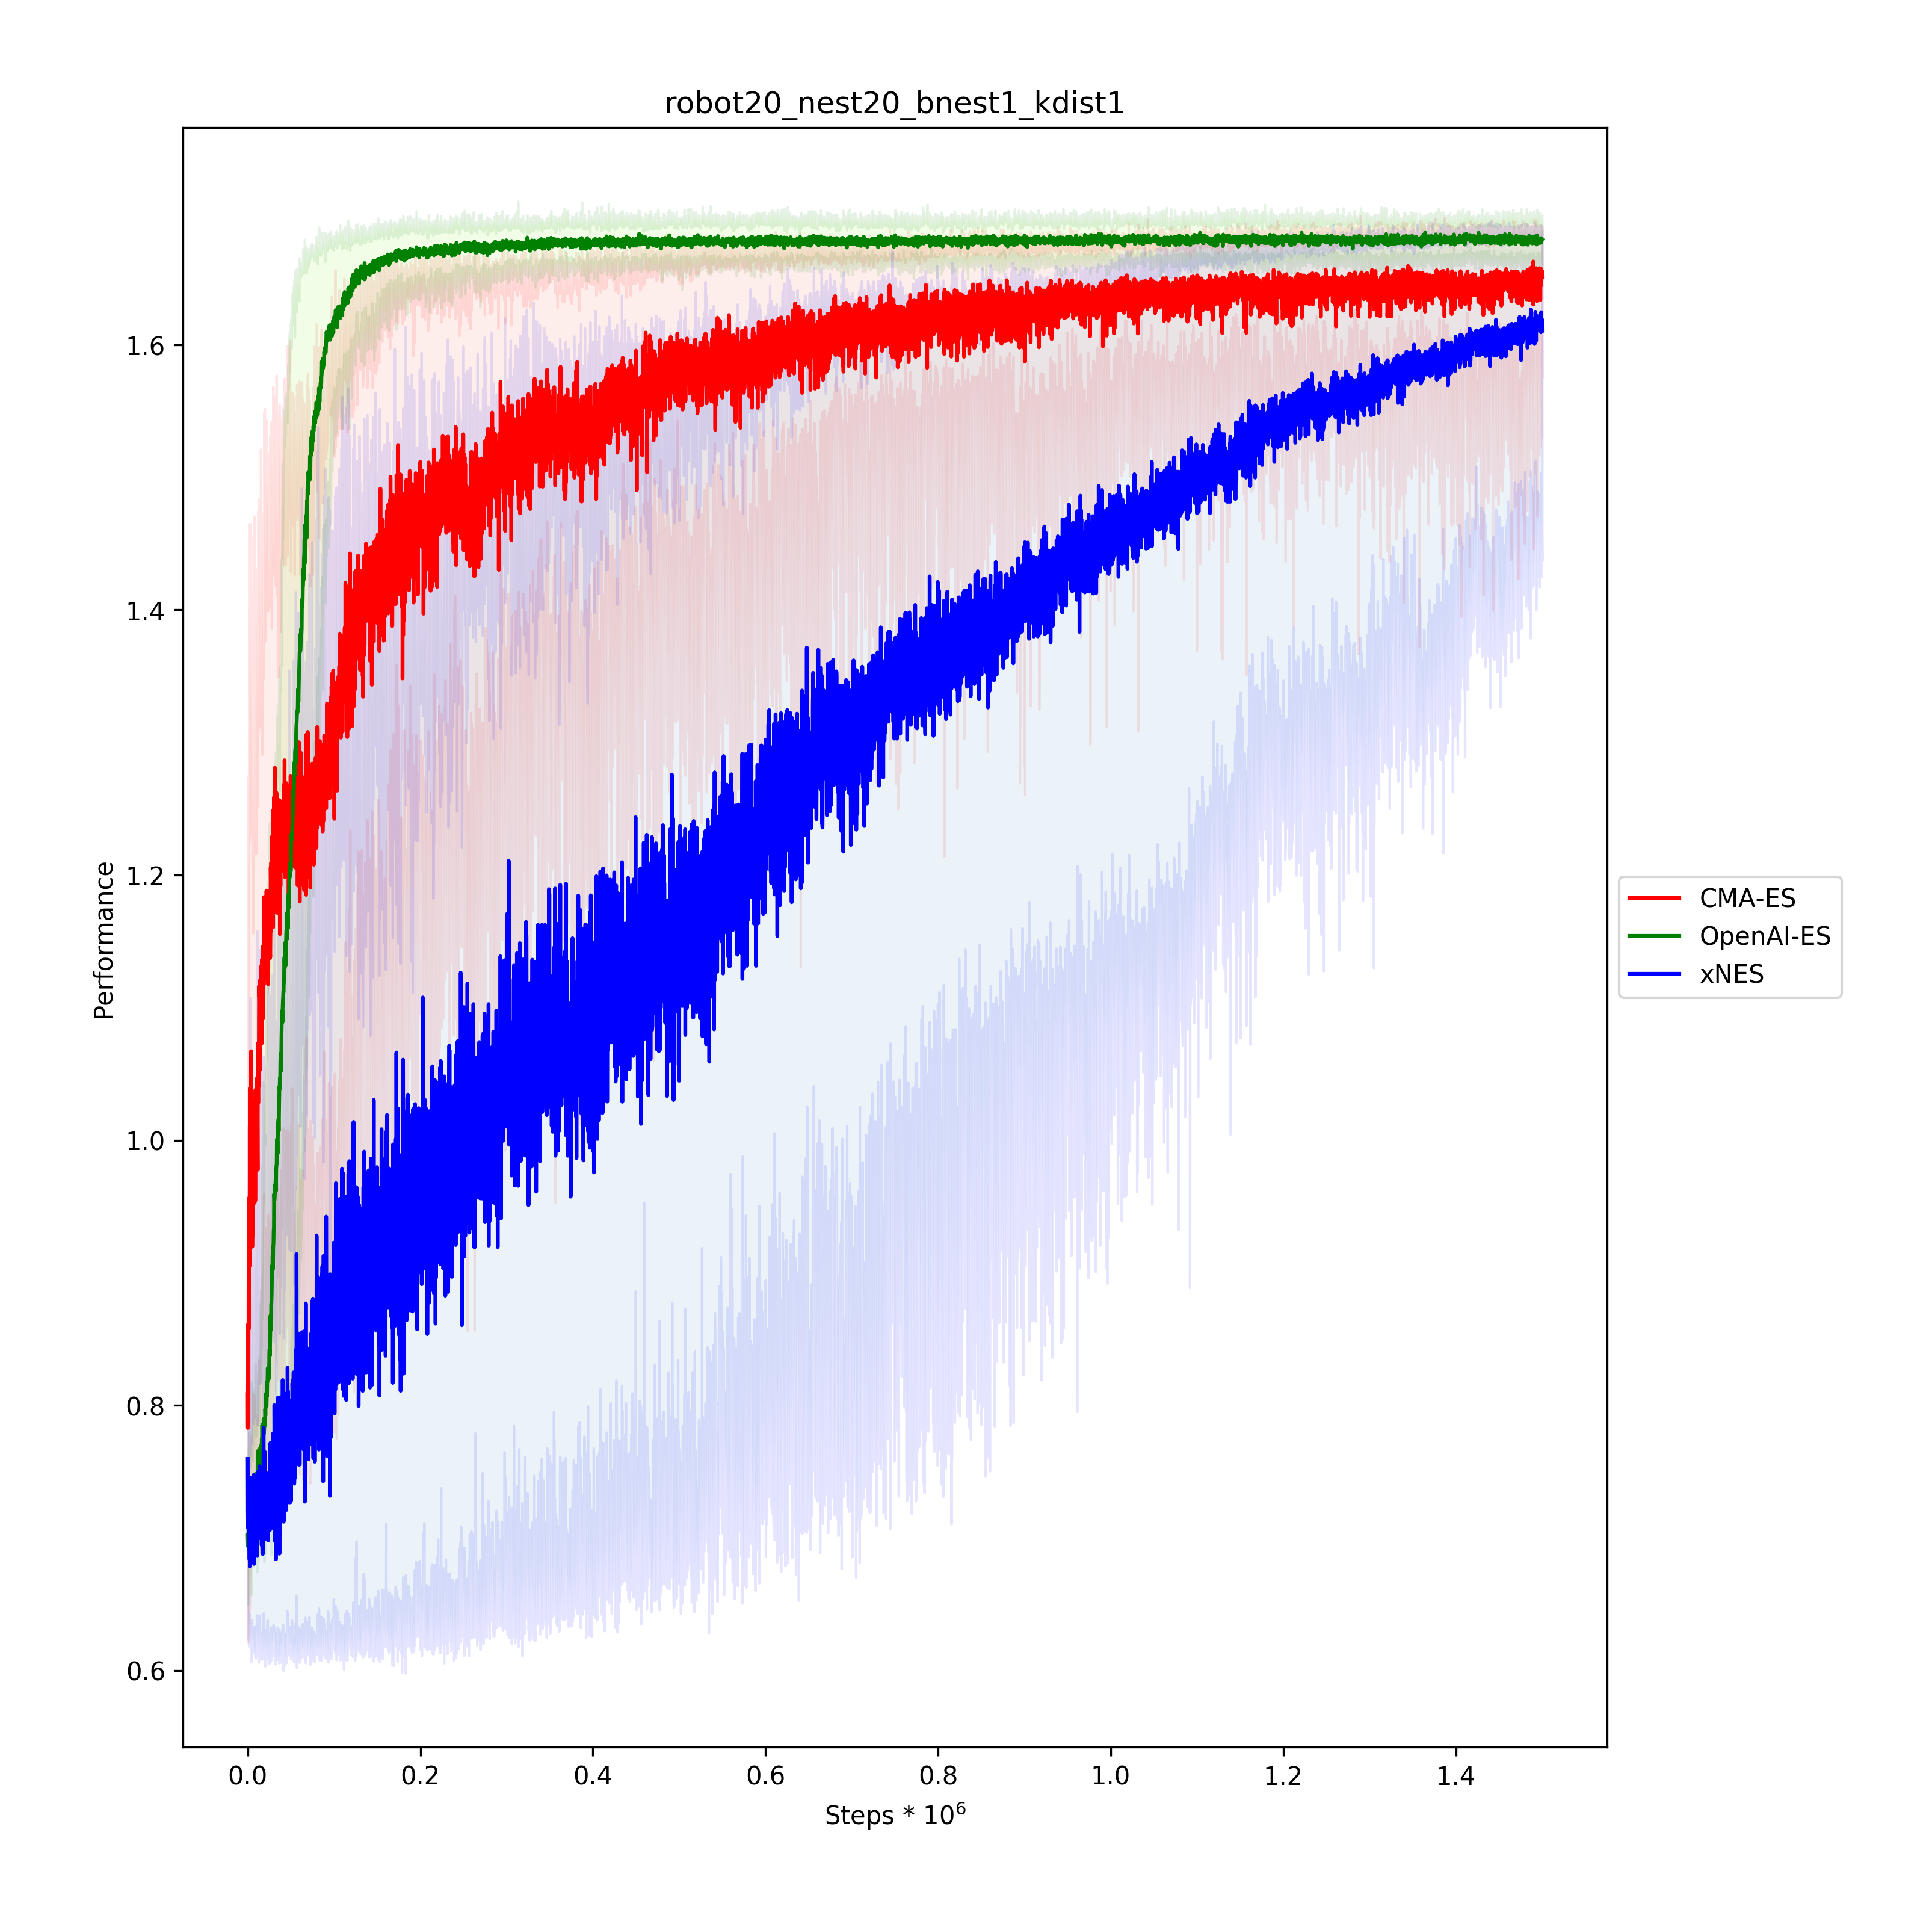 robot20_nest20_bnest1_kdist1
Performance
1.6
1.4
1.2
1.0
0.8
0.6
0.0 0.2 0.4 0.6 0.8 1.0 1.2 1.4
Steps * 10⁶
CMA-ES
OpenAI-ES
xNES